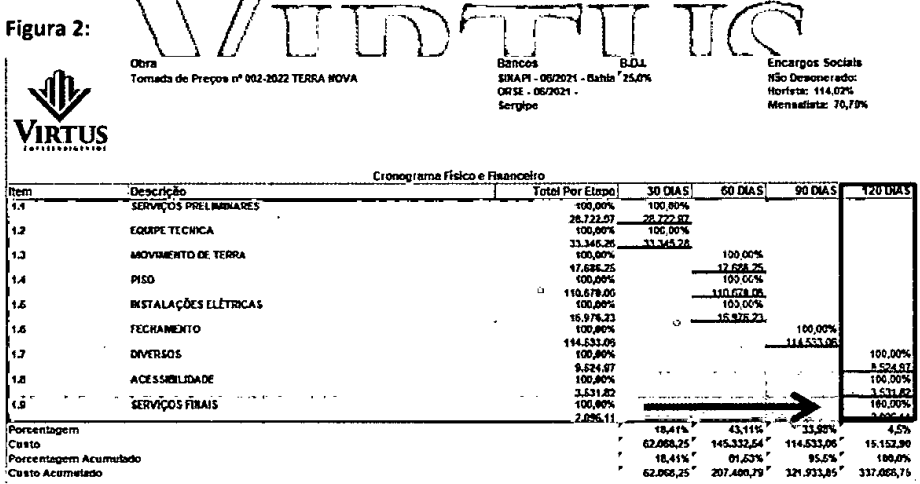 VIRTUS
Figura 2:
Obra Bancos B.D.I. Encargos Sociais
Tomada de Preços nº 002-2022 TERRA NOVA SINAPI - 06/2021 - Bahia 25,0% Não Desonerado:
ORSE - 06/2021 - Horista: 114,02%
Sergipe Mensalista: 70,79%
VIRTUS
EMPREENDIMENTOS
Cronograma Físico e Financeiro
Item Descrição Total Por Etapa 30 DIAS 60 DIAS 90 DIAS 120 DIAS
1.1 SERVIÇOS PRELIMINARES 100,00% 100,00%
28.722,97 28.722,97
1.2 EQUIPE TECNICA 100,00% 100,00%
33.345,28 33.345,28
1.3 MOVIMENTO DE TERRA 100,00% 100,00%
17.686,25 17.686,25
1.4 PISO 100,00% 100,00%
110.679,06 110.679,06
1.5 INSTALAÇÕES ELÉTRICAS 100,00% 100,00%
16.976,23 16.976,23
1.6 FECHAMENTO 100,00% 100,00%
114.533,06 114.533,06
1.7 DIVERSOS 100,00% 100,00%
9.524,97 9.524,97
1.8 ACESSIBILIDADE 100,00% 100,00%
3.531,82 3.531,82
1.9 SERVIÇOS FINAIS 100,00% 100,00%
2.096,11
Porcentagem 18,41% 43,11% 33,98% 4,5%
Custo 62.068,25 145.332,54 114.533,06 15.152,90
Porcentagem Acumulado 18,41% 61,53% 95,5% 100,0%
Custo Acumulado 62.068,25 207.400,79 321.933,85 337.086,75